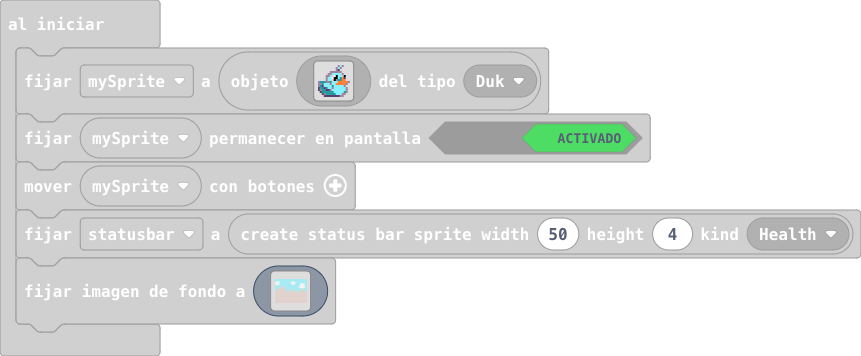 al iniciar
fijar mySprite a objeto del tipo Duk
fijar mySprite permanecer en pantalla ACTIVADO
mover mySprite con botones
fijar statusbar a create status bar sprite width 50 height 4 kind Health
fijar imagen de fondo a